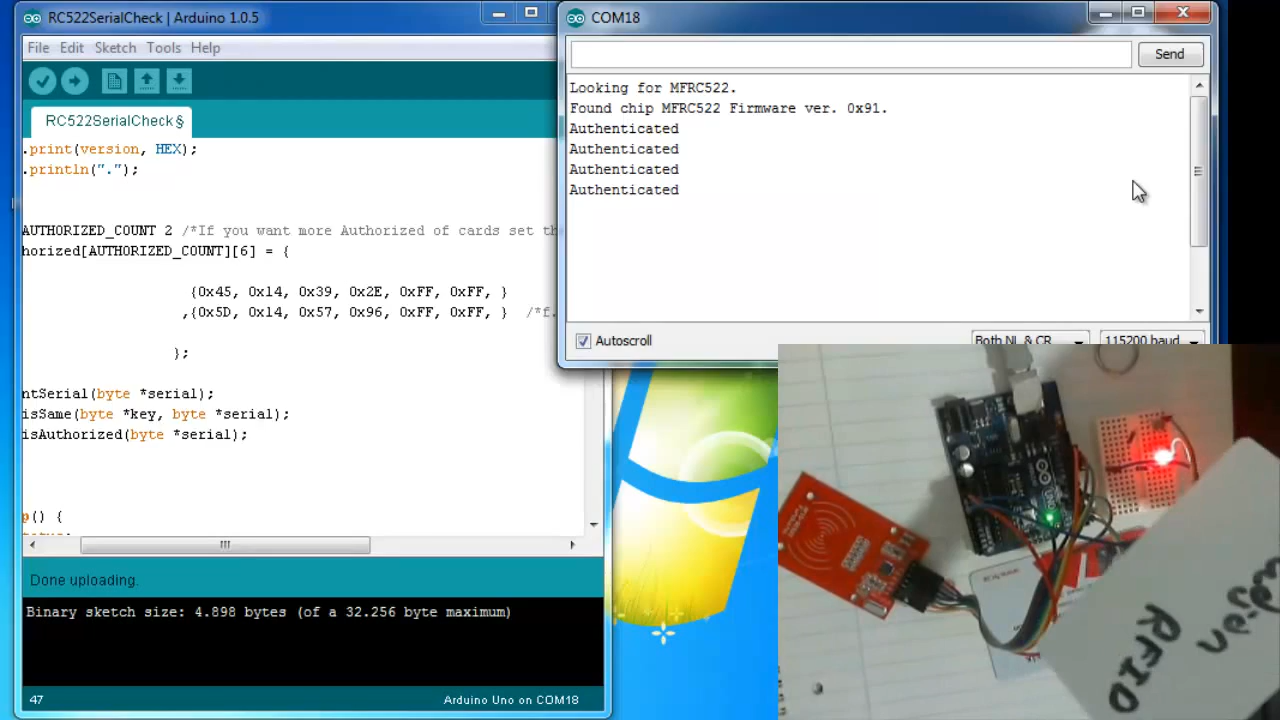 RC522SerialCheck | Arduino 1.0.5
File Edit Sketch Tools Help
RC522SerialCheck §
.print(version, HEX);
.println(".");
AUTHORIZED_COUNT 2 /*If you want more Authorized of cards set th
horized[AUTHORIZED_COUNT][6] = {
{0x45, 0x14, 0x39, 0x2E, 0xFF, 0xFF, }
,{0x5D, 0x14, 0x57, 0x96, 0xFF, 0xFF, } /*f.
};
ntSerial(byte *serial);
isSame(byte *key, byte *serial);
isAuthorized(byte *serial);
p() {
Done uploading.
Binary sketch size: 4.898 bytes (of a 32.256 byte maximum)
47
Arduino Uno on COM18
COM18
Send
Looking for MFRC522.
Found chip MFRC522 Firmware ver. 0x91.
Authenticated
Authenticated
Authenticated
Authenticated
Autoscroll
Both NL & CR
115200 baud
RFID